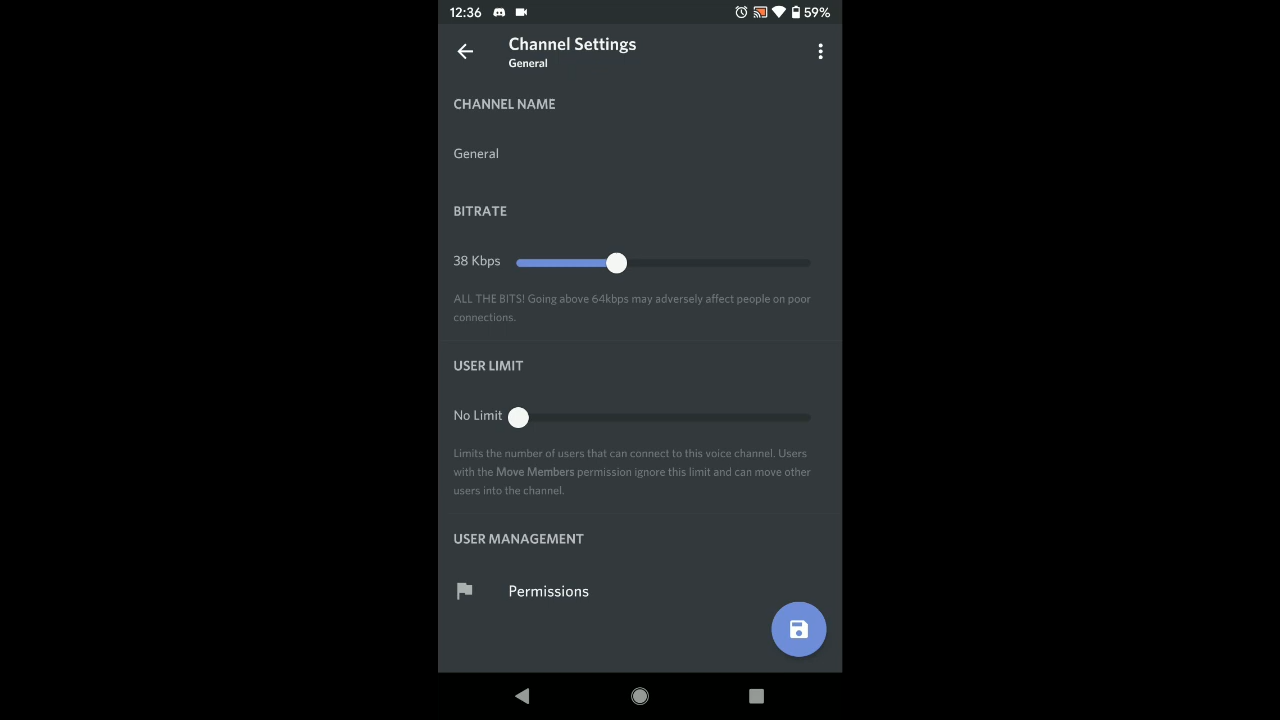 12:36
59%
Channel Settings
General
CHANNEL NAME
General
BITRATE
38 Kbps
ALL THE BITS! Going above 64kbps may adversely affect people on poor
connections.
USER LIMIT
No Limit
Limits the number of users that can connect to this voice channel. Users
with the Move Members permission ignore this limit and can move other
users into the channel.
USER MANAGEMENT
Permissions